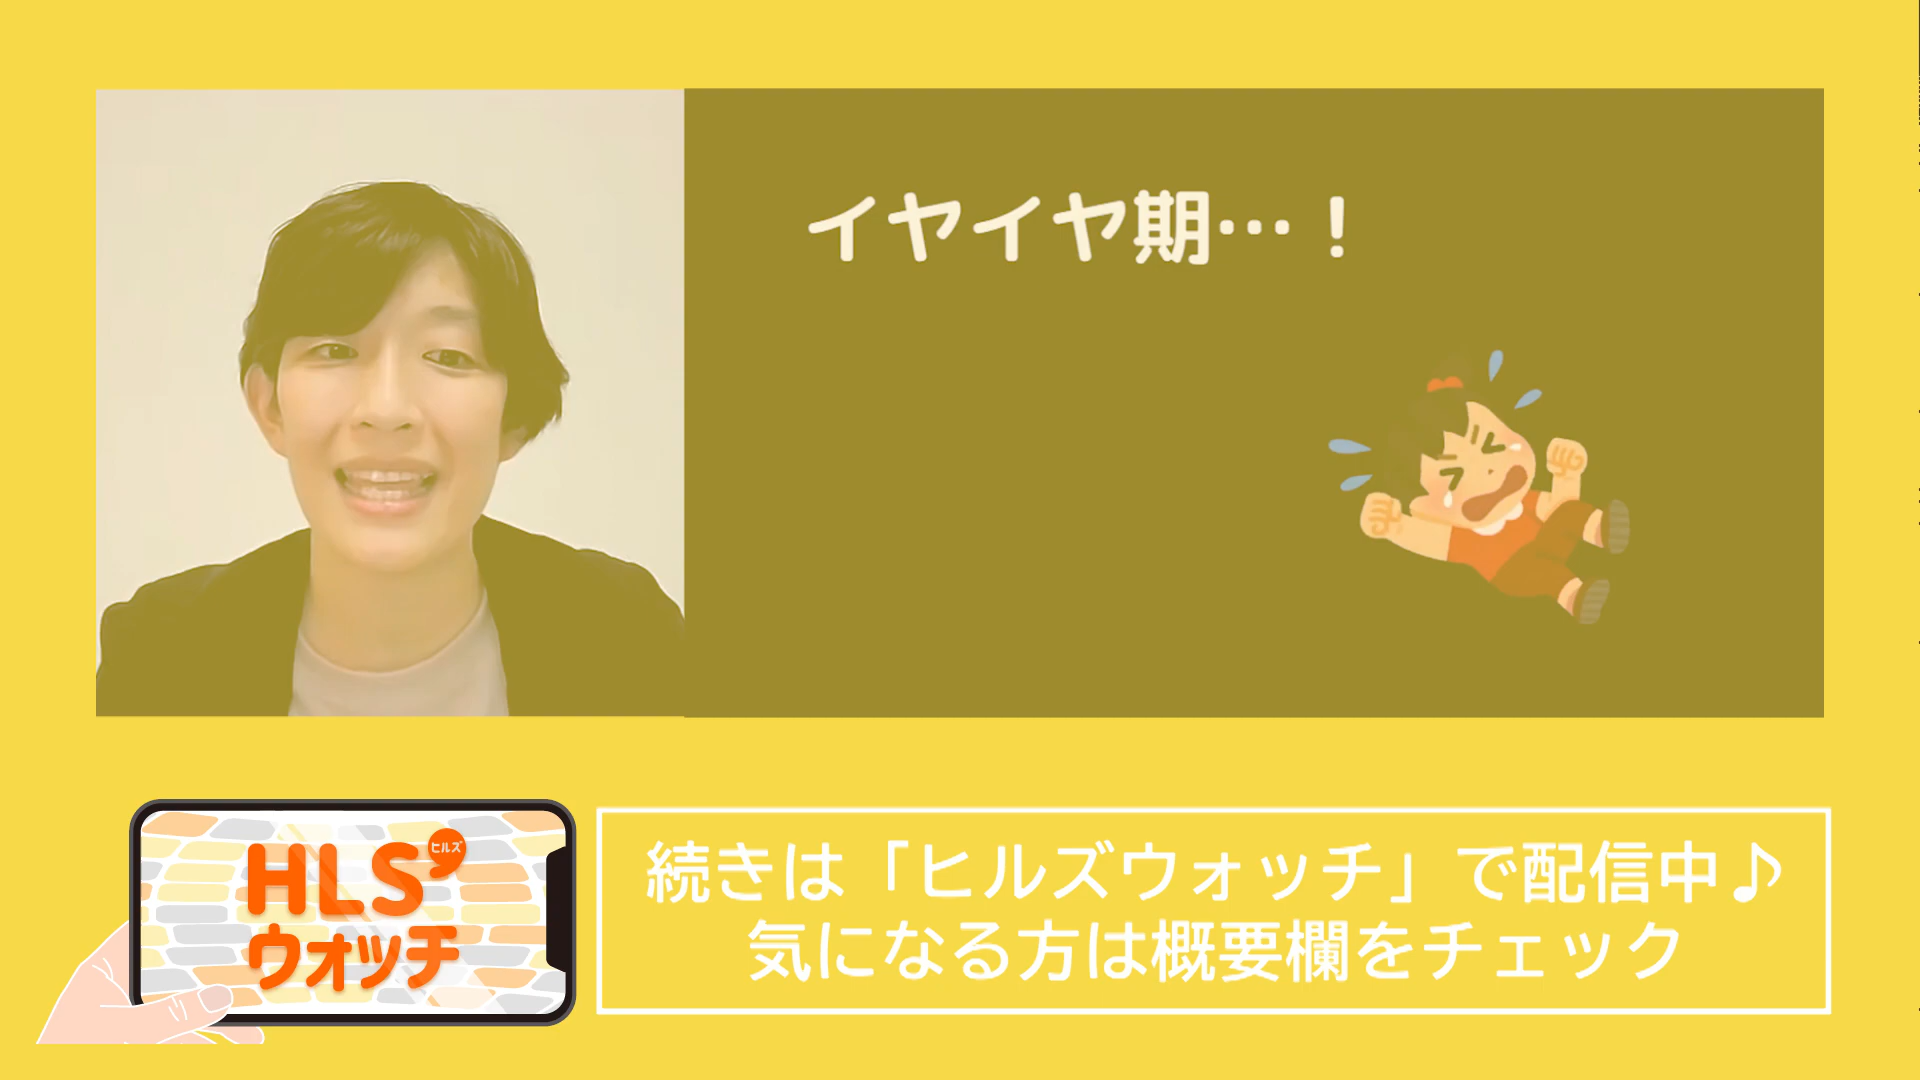 イヤイヤ期…！
HLS
ヒルズ
ウォッチ
続きは「ヒルズウォッチ」で配信中♪
気になる方は概要欄をチェック